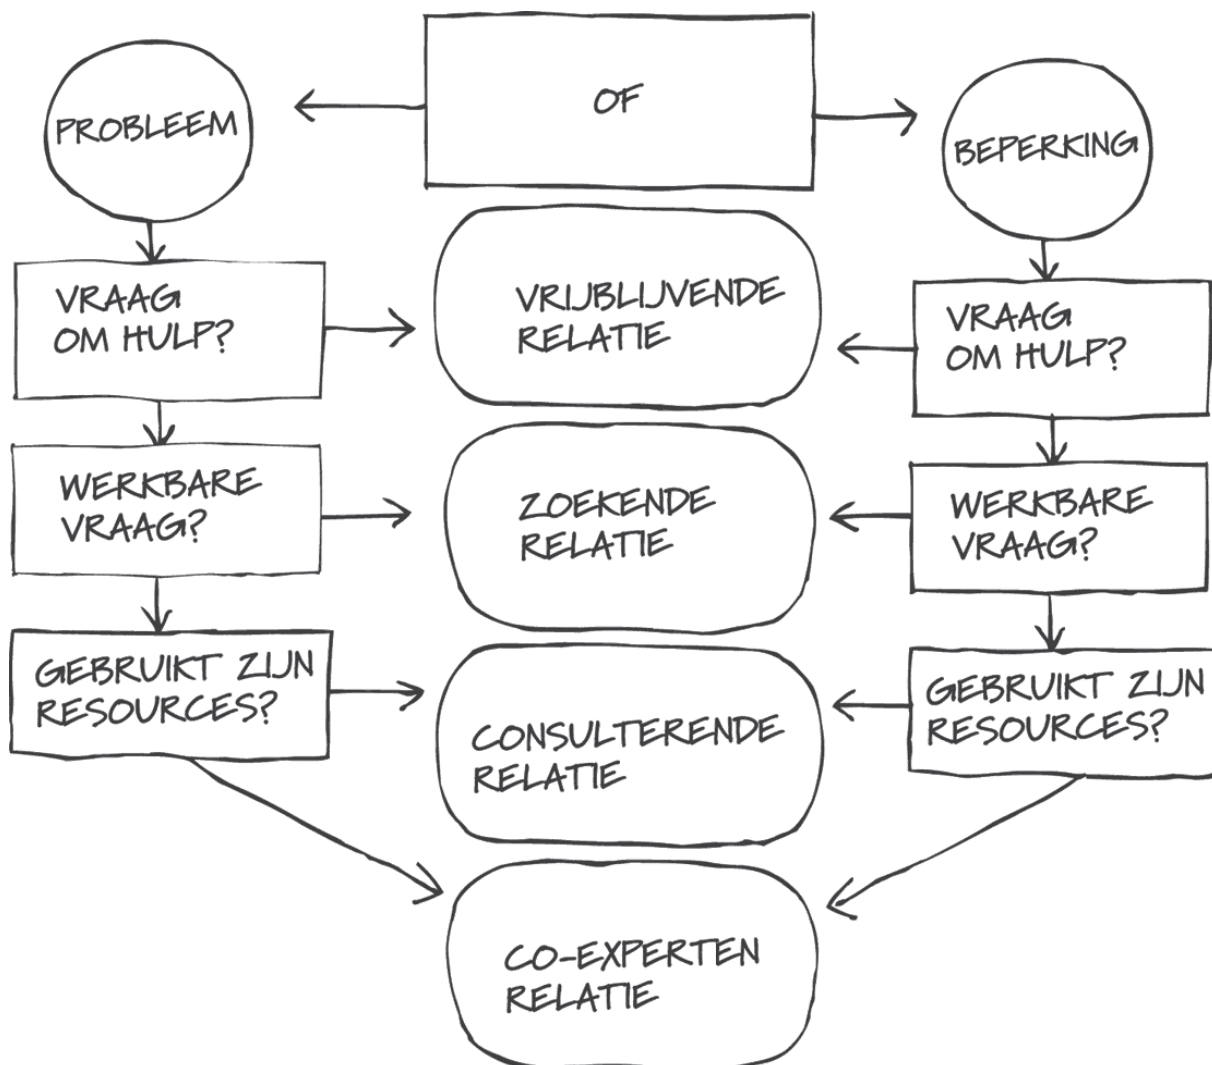 PROBLEEM
OF
BEPERKING
VRAAG
OM HULP?
VRIJBLIJVENDE
RELATIE
VRAAG
OM HULP?
WERKBARE
VRAAG?
ZOEKENDE
RELATIE
WERKBARE
VRAAG?
GEBRUIKT ZIJN
RESOURCES?
CONSULTERENDE
RELATIE
GEBRUIKT ZIJN
RESOURCES?
CO-EXPERTEN
RELATIE